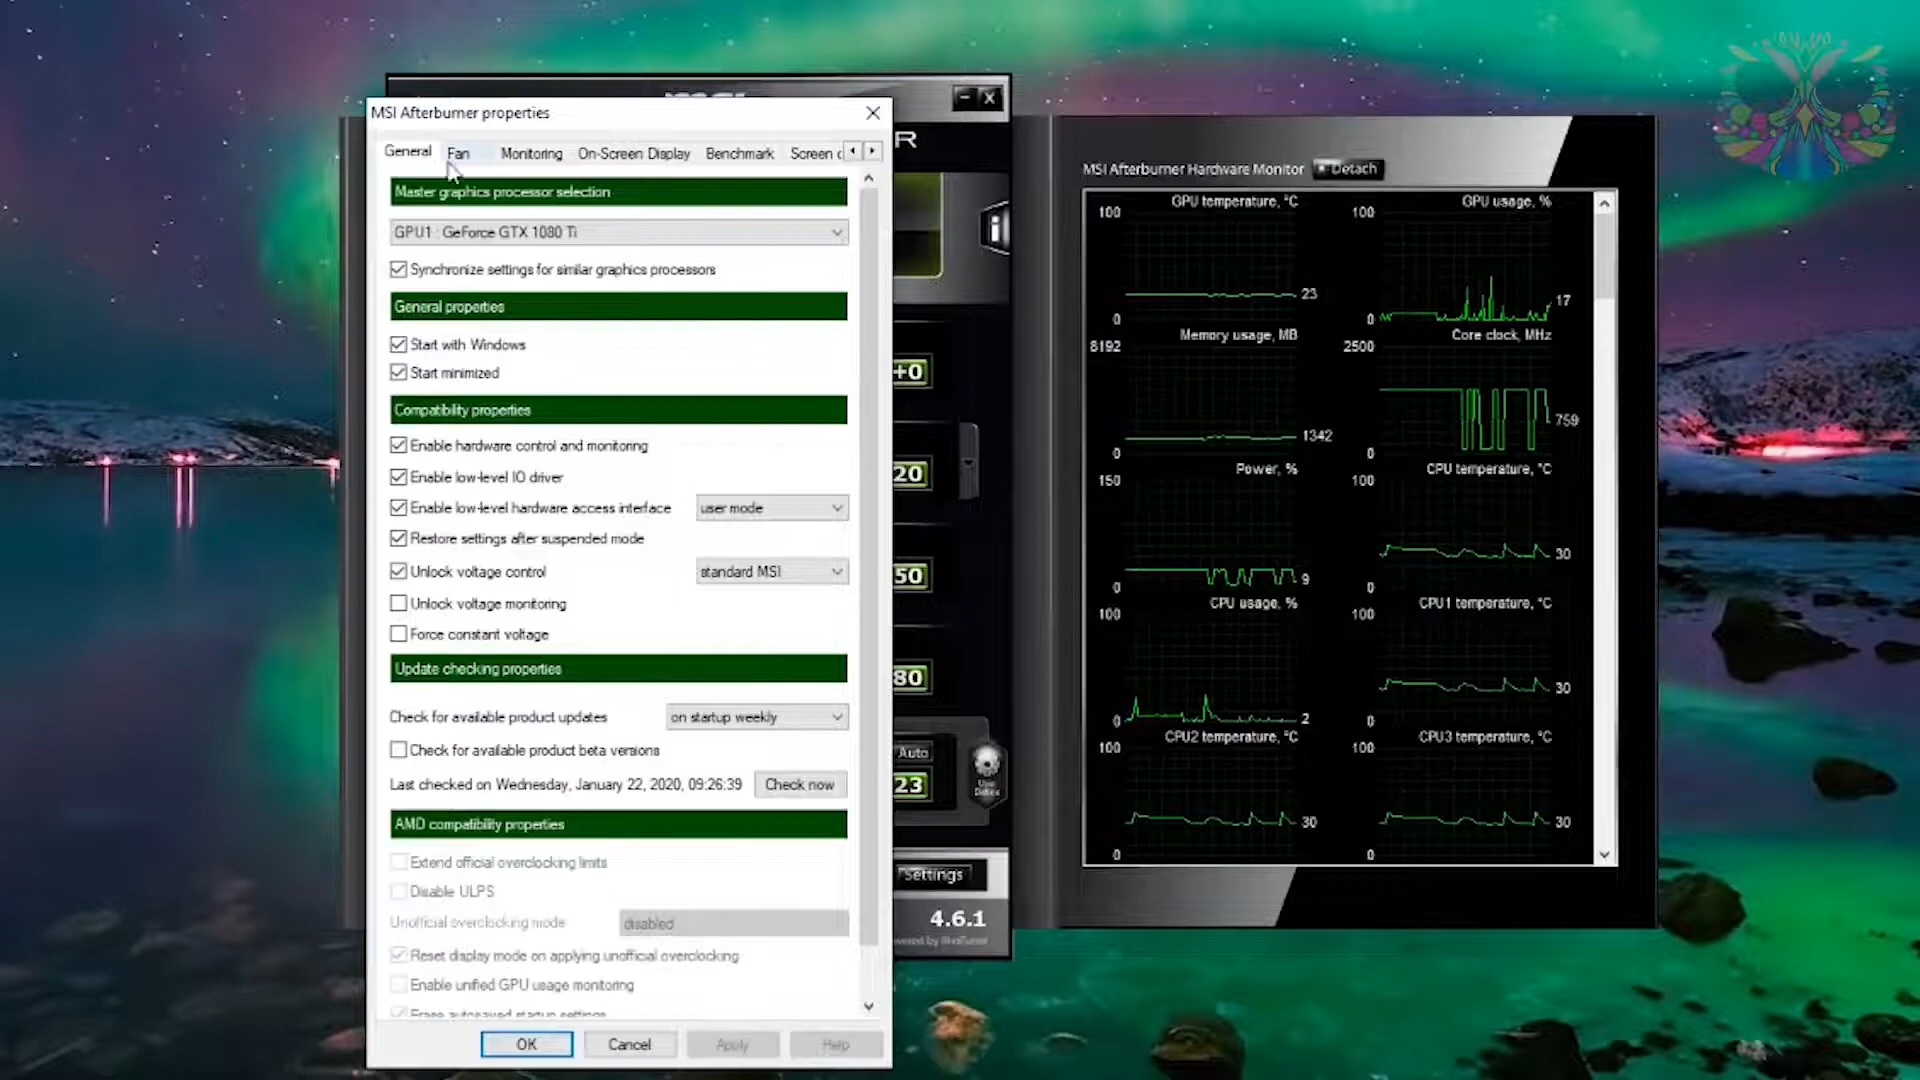 MSI Afterburner properties
General
Fan
Monitoring
On-Screen Display
Benchmark
Screen c
Master graphics processor selection
GPU1 : GeForce GTX 1080 Ti
Synchronize settings for similar graphics processors
General properties
Start with Windows
Start minimized
Compatibility properties
Enable hardware control and monitoring
Enable low-level IO driver
Enable low-level hardware access interface
user mode
Restore settings after suspended mode
Unlock voltage control
standard MSI
Unlock voltage monitoring
Force constant voltage
Update checking properties
Check for available product updates
on startup weekly
Check for available product beta versions
Last checked on Wednesday, January 22, 2020, 09:26:39
Check now
AMD compatibility properties
Extend official overclocking limits
Disable ULPS
Unofficial overclocking mode
disabled
Reset display mode on applying unofficial overclocking
Enable unified GPU usage monitoring
Erase autosaved startup settings
OK
Cancel
Apply
Help
R
i
+0
20
50
80
Auto
23
User
Define
Settings
4.6.1
MSI Afterburner Hardware Monitor
Detach
GPU temperature, °C
100
23
0
GPU usage, %
100
17
0
Memory usage, MB
8192
1342
0
Core clock, MHz
2500
759
0
Power, %
150
9
0
CPU temperature, °C
100
30
0
CPU usage, %
100
2
0
CPU1 temperature, °C
100
30
0
CPU2 temperature, °C
100
30
0
CPU3 temperature, °C
100
30
0